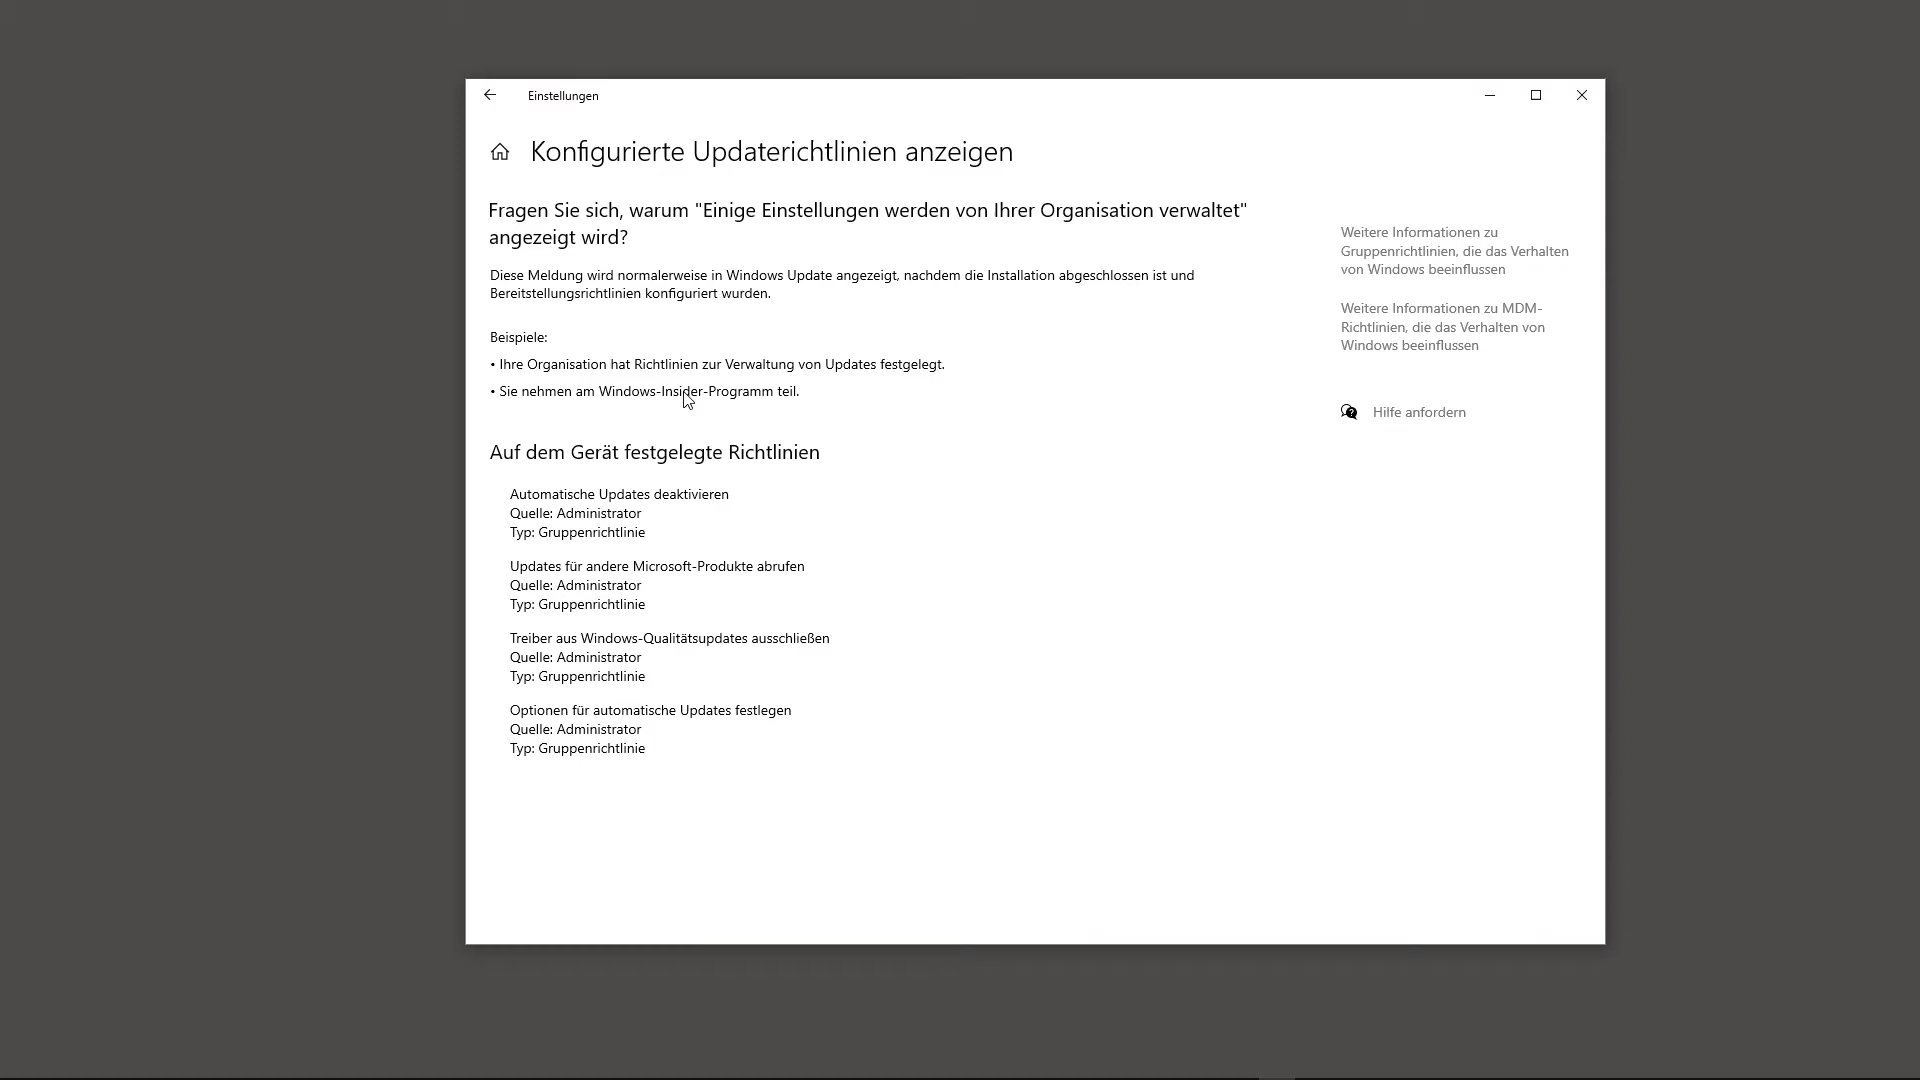 Einstellungen
Konfigurierte Updaterichtlinien anzeigen
Fragen Sie sich, warum "Einige Einstellungen werden von Ihrer Organisation verwaltet"
angezeigt wird?
Diese Meldung wird normalerweise in Windows Update angezeigt, nachdem die Installation abgeschlossen ist und
Bereitstellungsrichtlinien konfiguriert wurden.
Beispiele:
• Ihre Organisation hat Richtlinien zur Verwaltung von Updates festgelegt.
• Sie nehmen am Windows-Insider-Programm teil.
Auf dem Gerät festgelegte Richtlinien
Automatische Updates deaktivieren
Quelle: Administrator
Typ: Gruppenrichtlinie
Updates für andere Microsoft-Produkte abrufen
Quelle: Administrator
Typ: Gruppenrichtlinie
Treiber aus Windows-Qualitätsupdates ausschließen
Quelle: Administrator
Typ: Gruppenrichtlinie
Optionen für automatische Updates festlegen
Quelle: Administrator
Typ: Gruppenrichtlinie
Weitere Informationen zu
Gruppenrichtlinien, die das Verhalten
von Windows beeinflussen
Weitere Informationen zu MDM-
Richtlinien, die das Verhalten von
Windows beeinflussen
Hilfe anfordern